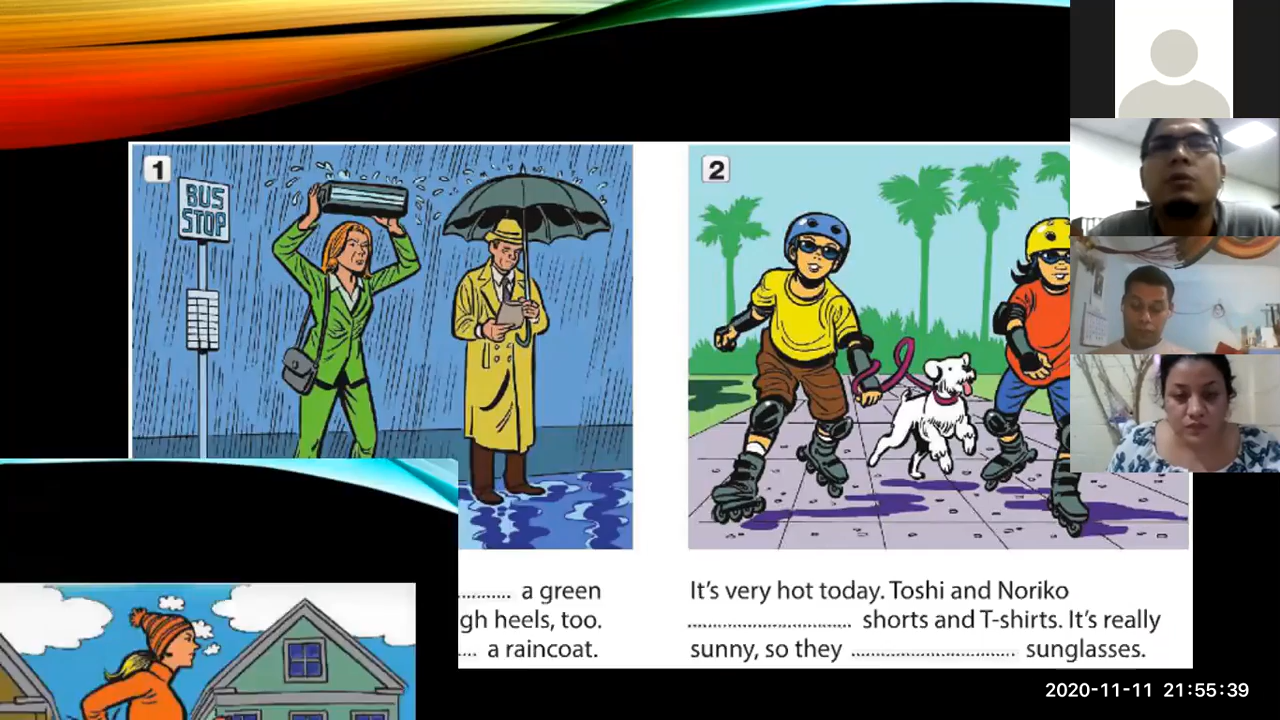 1
BUS
STOP
2
............ a green
gh heels, too.
.... a raincoat.
It's very hot today. Toshi and Noriko
................................ shorts and T-shirts. It's really
sunny, so they ................................ sunglasses.
2020-11-11 21:55:39